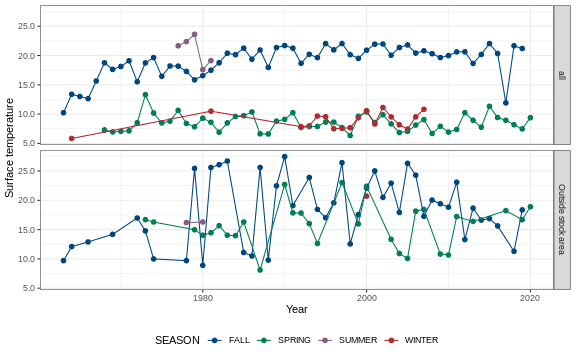 25.0
20.0
15.0
10.0
5.0
all
25.0
20.0
15.0
10.0
5.0
Outside stock area
Surface temperature
1980
2000
2020
Year
SEASON FALL SPRING SUMMER WINTER